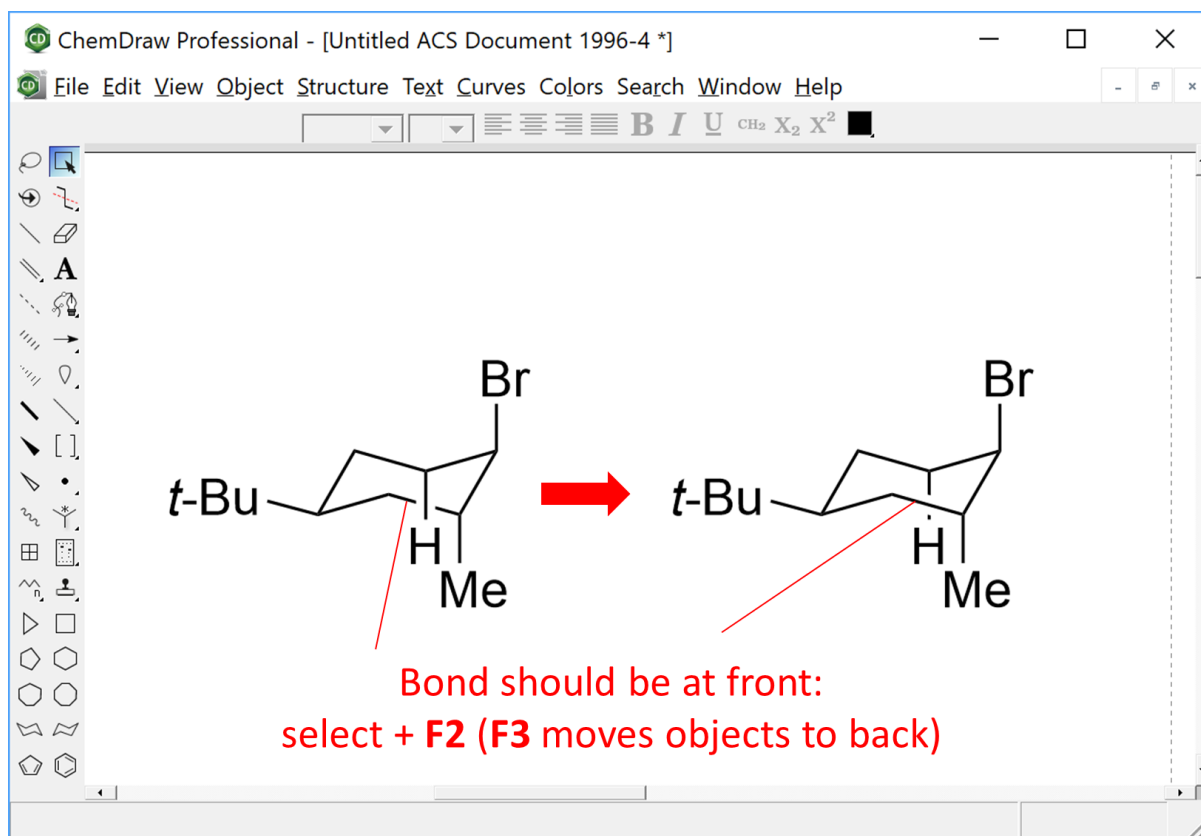 ChemDraw Professional - [Untitled ACS Document 1996-4 *]
File Edit View Object Structure Text Curves Colors Search Window Help
B I U CH₂ X₂ X²
A
n
Br
t-Bu
H
Me
Br
t-Bu
H
Me
Bond should be at front:
select + F2 (F3 moves objects to back)